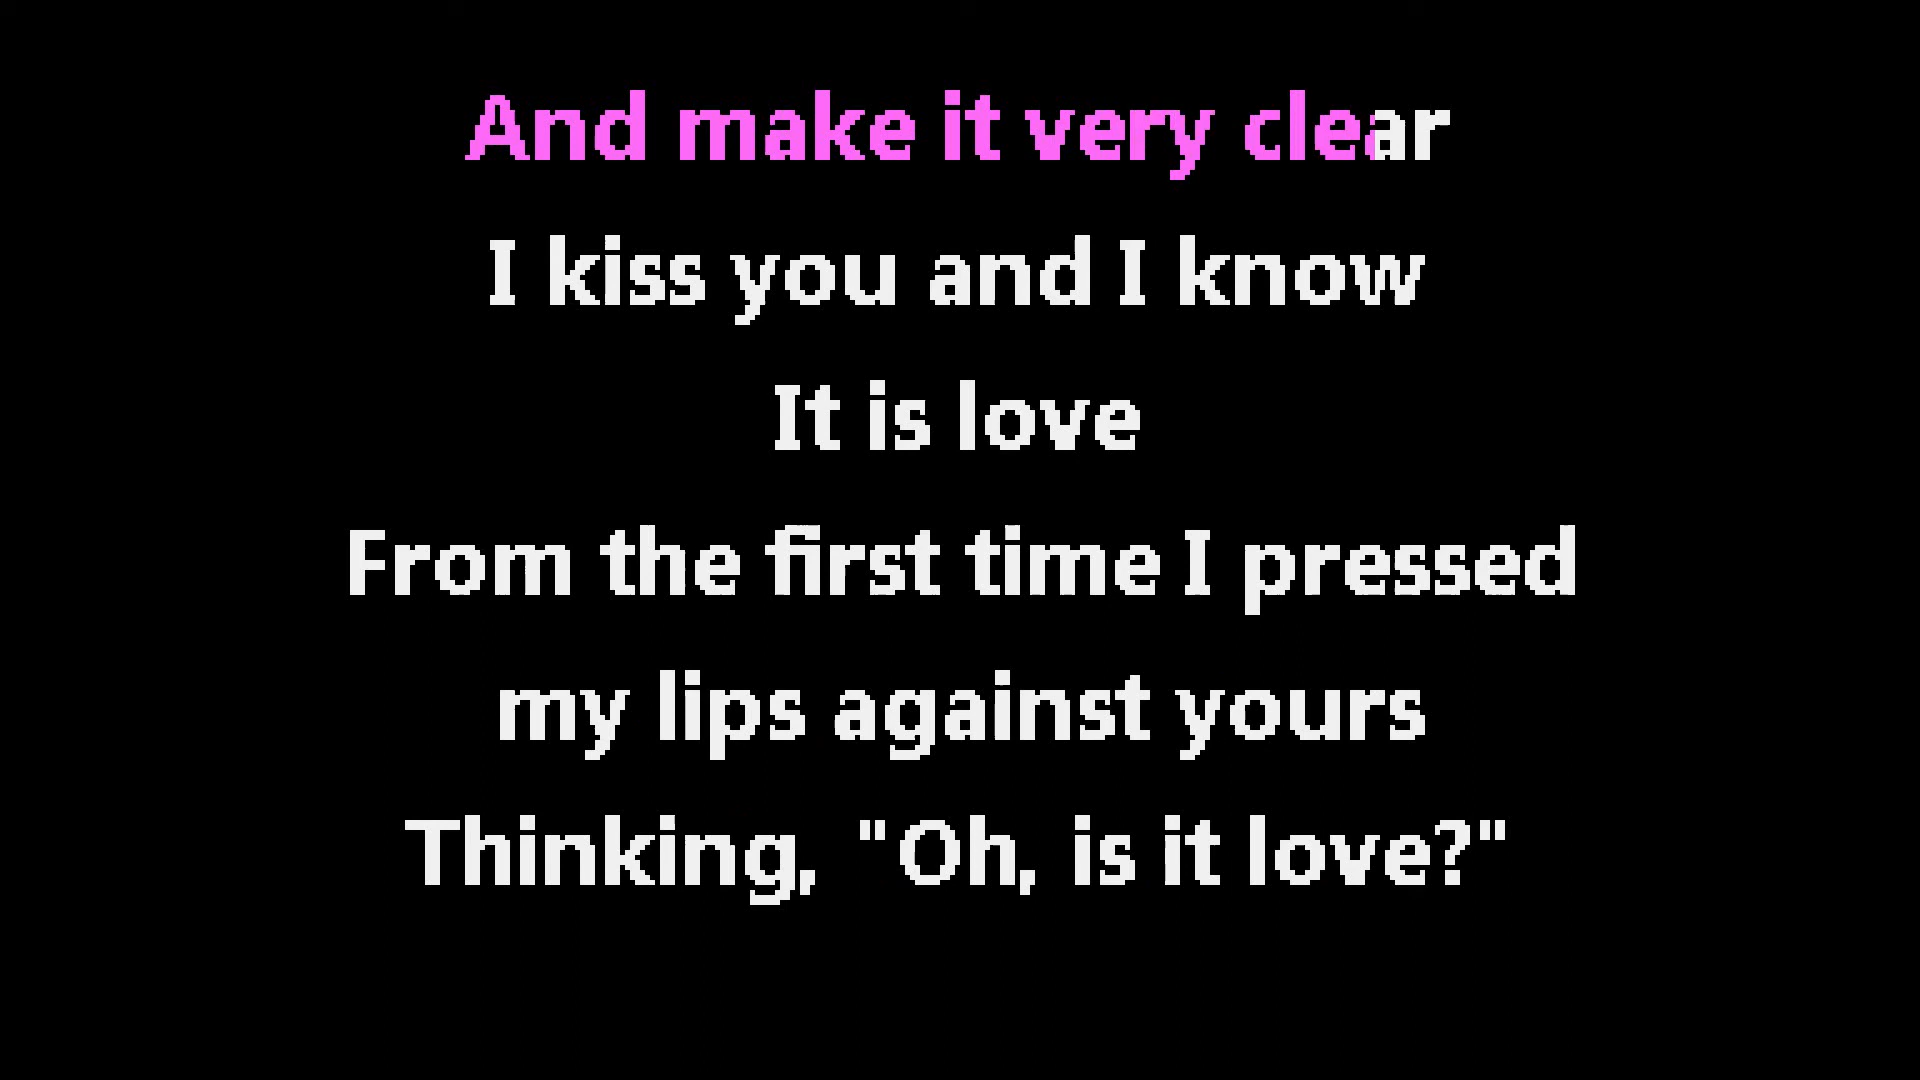 And make it very clear
I kiss you and I know
It is love
From the first time I pressed
my lips against yours
Thinking, "Oh, is it love?"